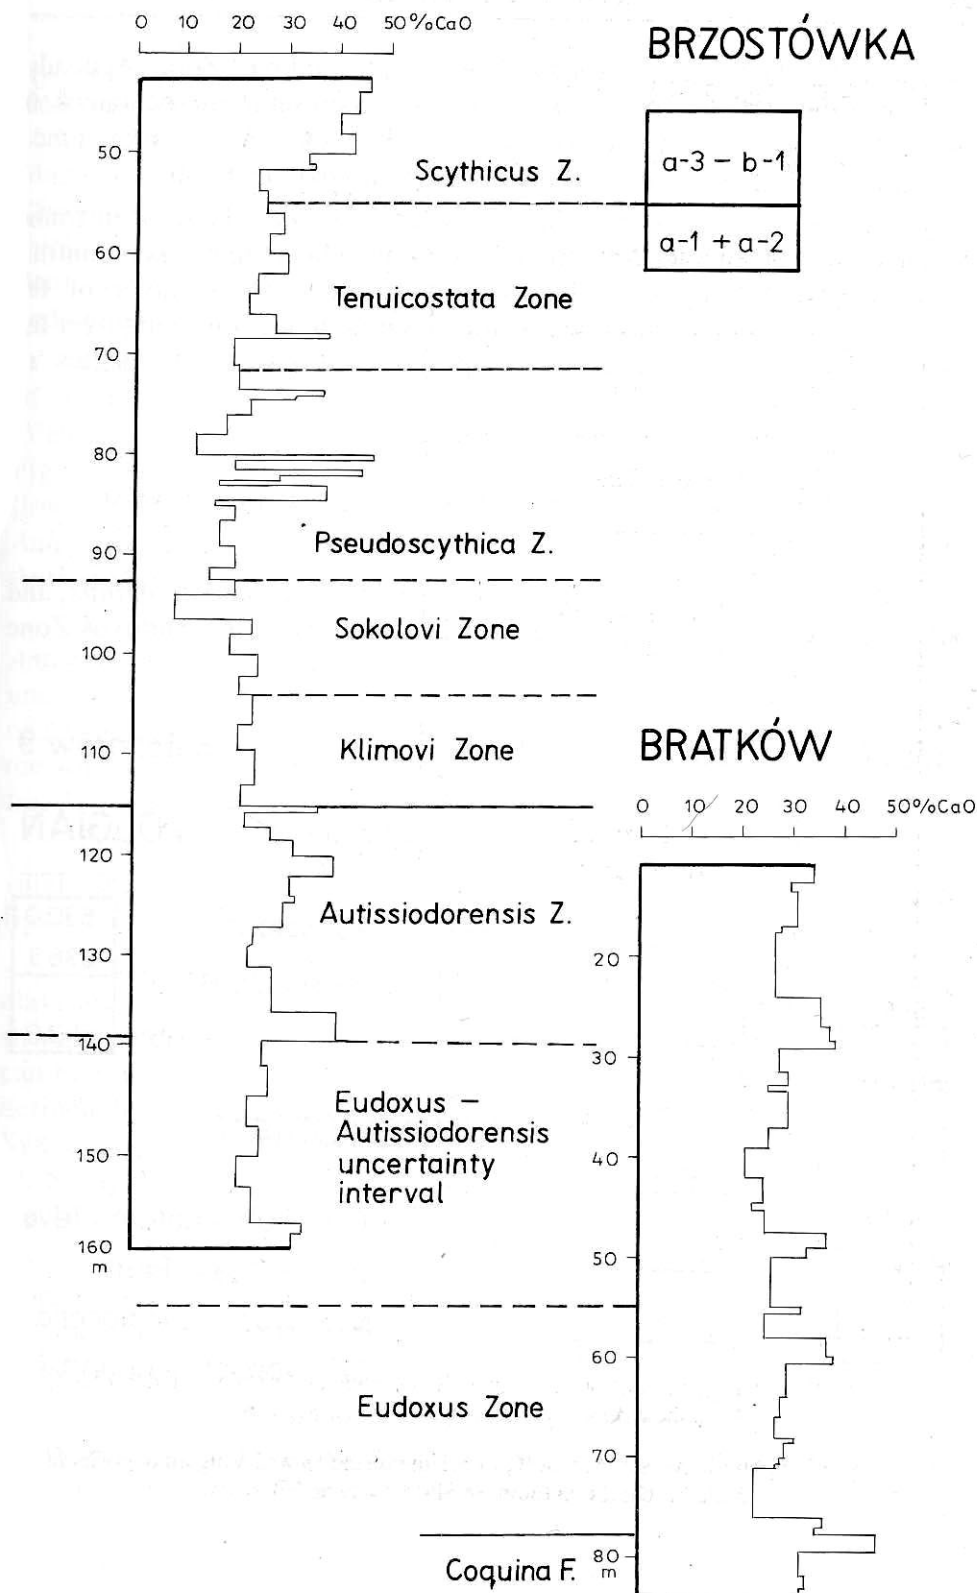 0 10 20 30 40 50%CaO
BRZOSTÓWKA
50
60
70
80
90
100
110
120
130
140
150
160
m
Scythicus Z.
a-3 – b-1
a-1 + a-2
Tenuicostata Zone
Pseudoscythica Z.
Sokolovi Zone
Klimovi Zone
Autissiodorensis Z.
Eudoxus –
Autissiodorensis
uncertainty
interval
Eudoxus Zone
Coquina F.
BRATKÓW
0 10 20 30 40 50%CaO
20
30
40
50
60
70
80
m